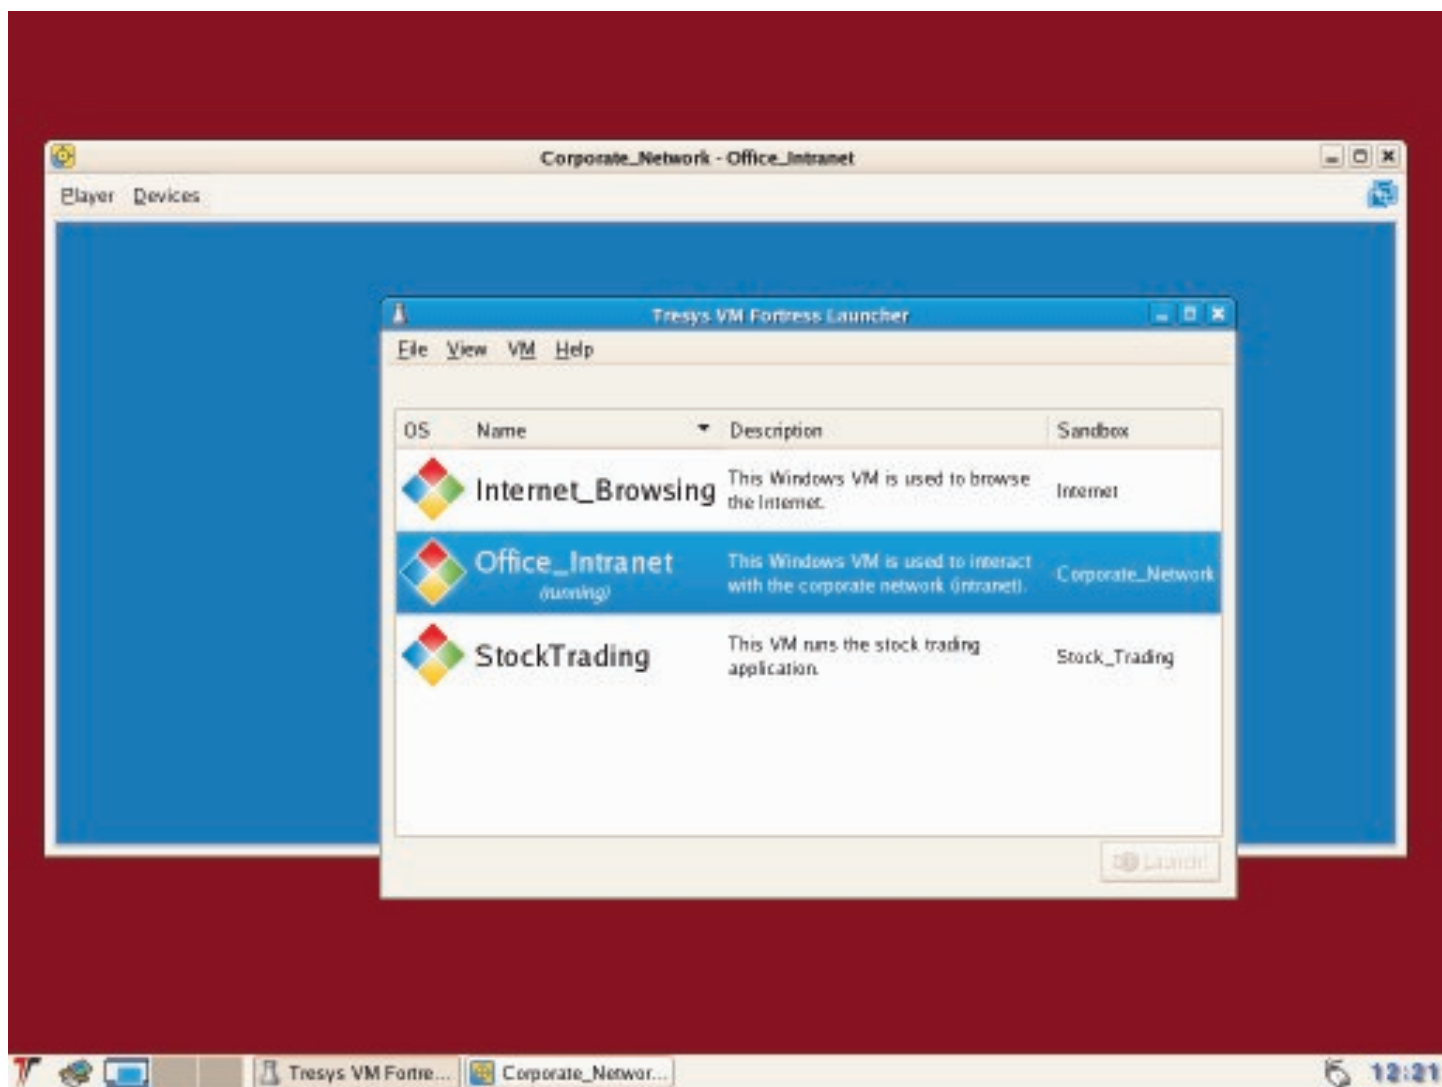 Corporate_Network - Office_Intranet
Player Devices
Tresys VM Fortress Launcher
File View VM Help
OS Name Description Sandbox
Internet_Browsing
This Windows VM is used to browse
the Internet.
Internet
Office_Intranet
(running)
This Windows VM is used to interact
with the corporate network (intranet).
Corporate_Network
StockTrading
This VM runs the stock trading
application.
Stock_Trading
Launch!
Tresys VM Fortre...
Corporate_Networ...
12:21